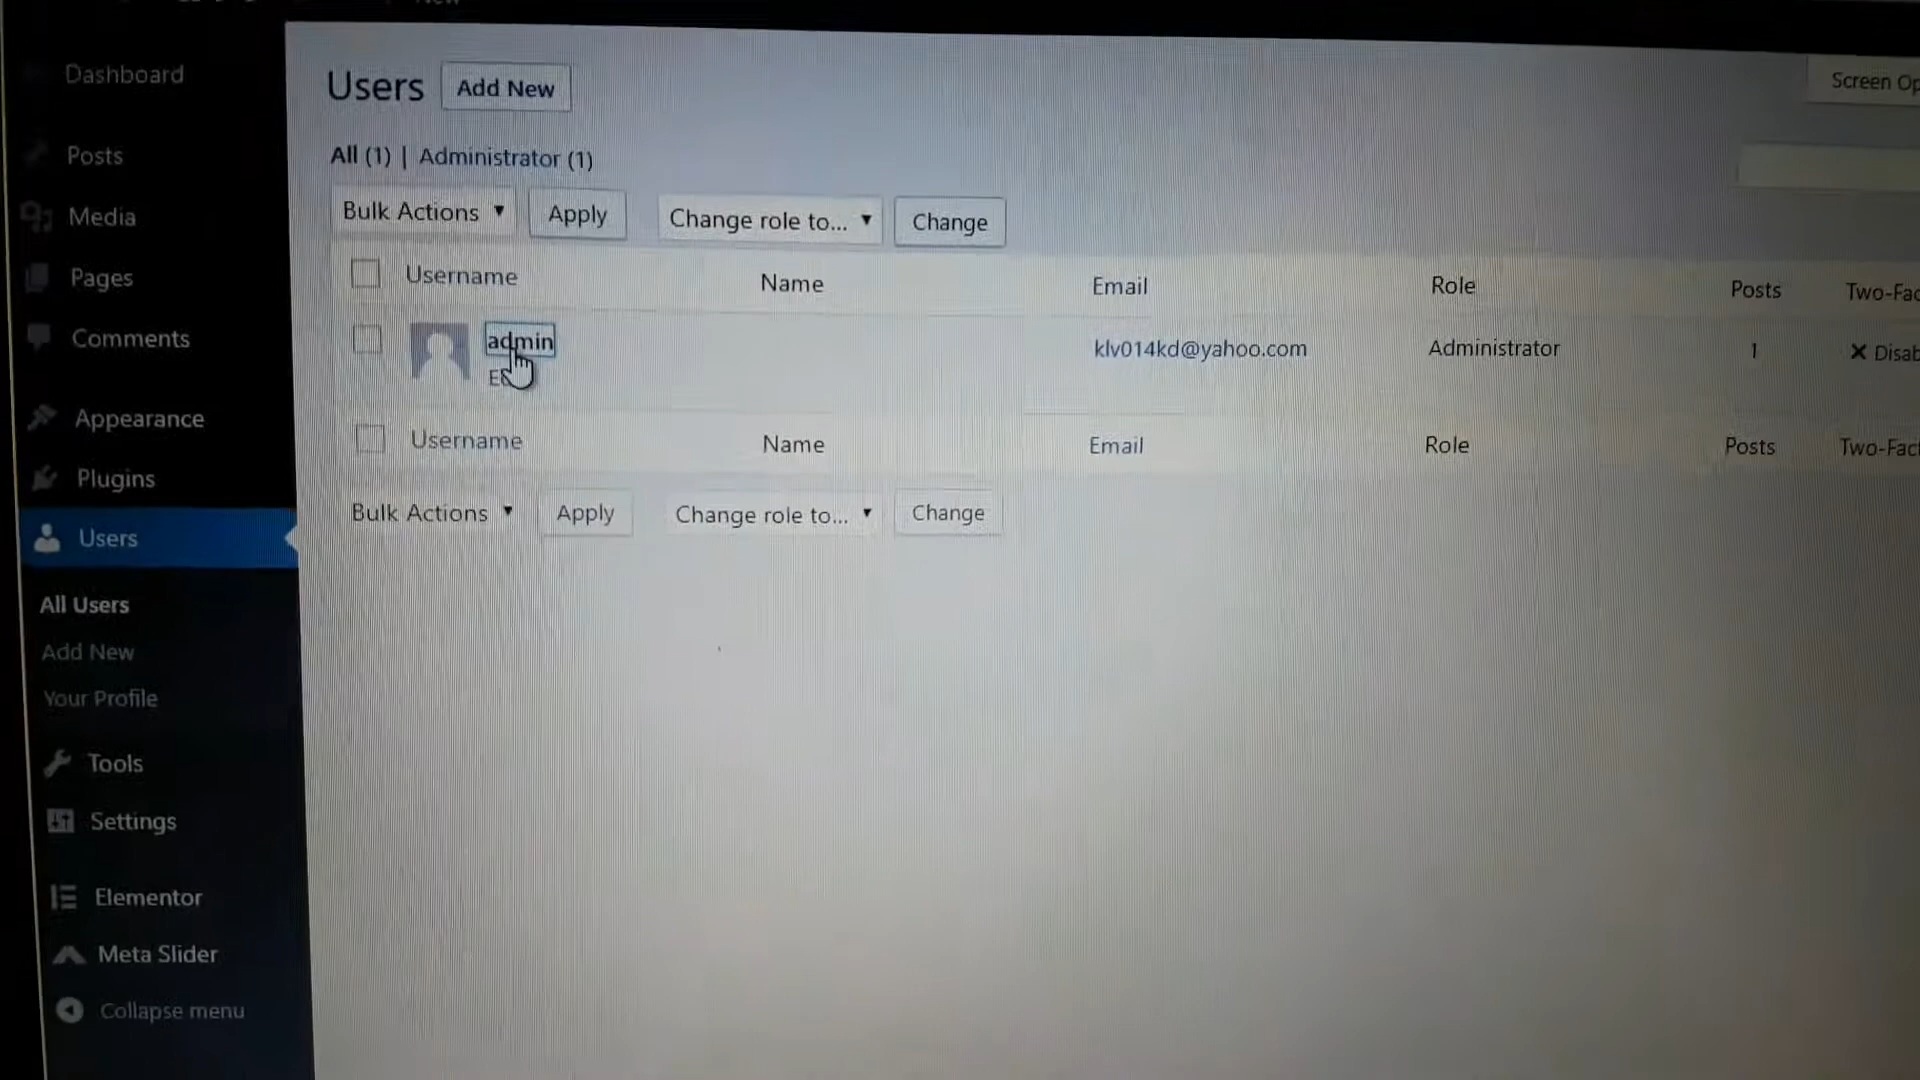 Dashboard
Posts
Media
Pages
Comments
Appearance
Plugins
Users
All Users
Add New
Your Profile
Tools
Settings
Elementor
Meta Slider
Collapse menu
Users Add New
Screen Op
All (1) | Administrator (1)
Bulk Actions Apply Change role to... Change
Username Name Email Role Posts Two-Fac
admin klv014kd@yahoo.com Administrator 1 Disab
Username Name Email Role Posts Two-Fact
Bulk Actions Apply Change role to... Change